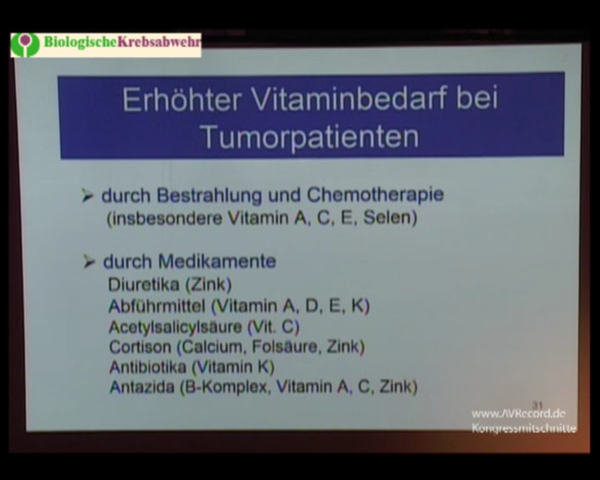 BiologischeKrebsabwehr
Erhöhter Vitaminbedarf bei
Tumorpatienten
➢ durch Bestrahlung und Chemotherapie
(insbesondere Vitamin A, C, E, Selen)
➢ durch Medikamente
Diuretika (Zink)
Abführmittel (Vitamin A, D, E, K)
Acetylsalicylsäure (Vit. C)
Cortison (Calcium, Folsäure, Zink)
Antibiotika (Vitamin K)
Antazida (B-Komplex, Vitamin A, C, Zink)
31
www.AVRecord.de
Kongressmitschnitte